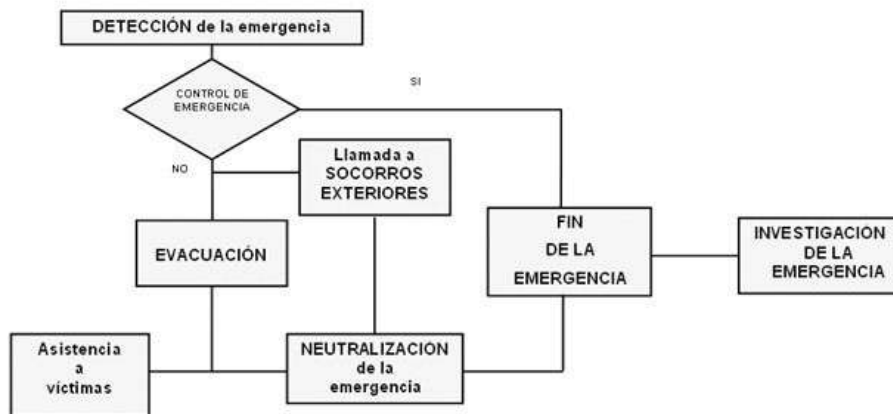 DETECCIÓN de la emergencia
SI
CONTROL DE
EMERGENCIA
NO
Llamada a
SOCORROS
EXTERIORES
EVACUACIÓN
FIN
DE LA
EMERGENCIA
INVESTIGACIÓN
DE LA
EMERGENCIA
Asistencia
a
víctimas
NEUTRALIZACION
de la
emergencia